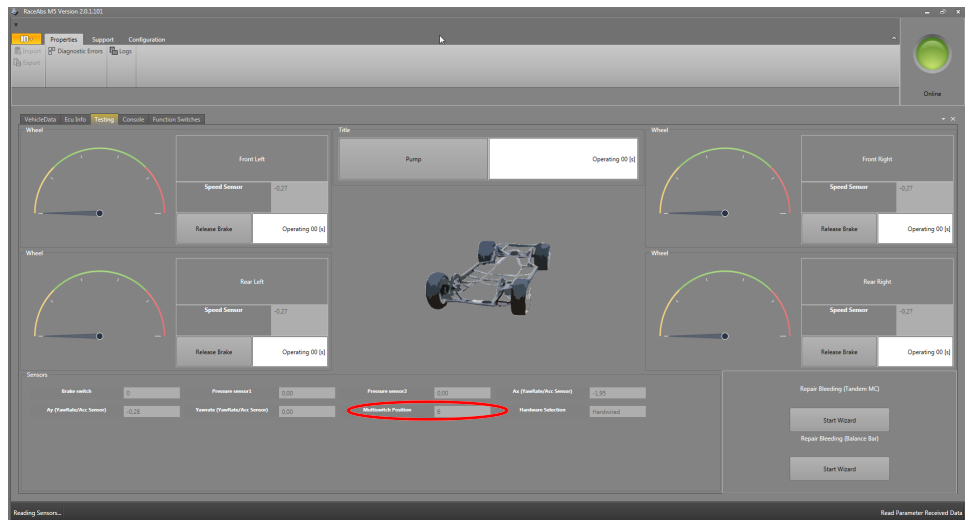 RaceAbs M5 Version 2.0.1.101
Properties Support Configuration
Import Diagnostic Errors Logs
Export
Online
VehicleData Ecu Info Testing Console Function Switches
Wheel
Front Left
Speed Sensor -0,27
Release Brake Operating 00 [s]
Title
Pump Operating 00 [s]
Wheel
Front Right
Speed Sensor -0,27
Release Brake Operating 00 [s]
Wheel
Rear Left
Speed Sensor -0,27
Release Brake Operating 00 [s]
Wheel
Rear Right
Speed Sensor -0,27
Release Brake Operating 00 [s]
Sensors
Brake switch 0 Pressure sensor1 0,00 Pressure sensor2 0,00 Ax (YawRate/Acc Sensor) -1,95
Ay (YawRate/Acc Sensor) -0,28 Yawrate (YawRate/Acc Sensor) 0,00 Multiswitch Position 6 Hardware Selection Hardwired
Repair Bleeding (Tandem MC)
Start Wizard
Repair Bleeding (Balance Bar)
Start Wizard
Reading Sensors... Read Parameter Received Data